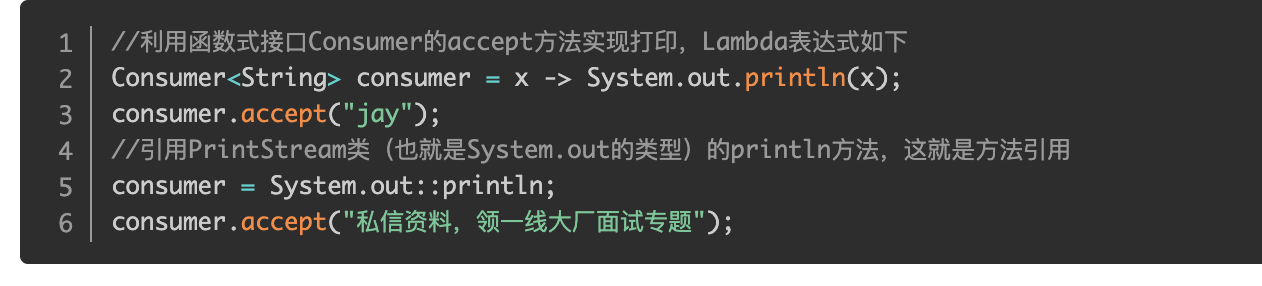 1 //利用函数式接口Consumer的accept方法实现打印，Lambda表达式如下
2 Consumer<String> consumer = x -> System.out.println(x);
3 consumer.accept("jay");
4 //引用PrintStream类（也就是System.out的类型）的println方法，这就是方法引用
5 consumer = System.out::println;
6 consumer.accept("私信资料，领一线大厂面试专题");